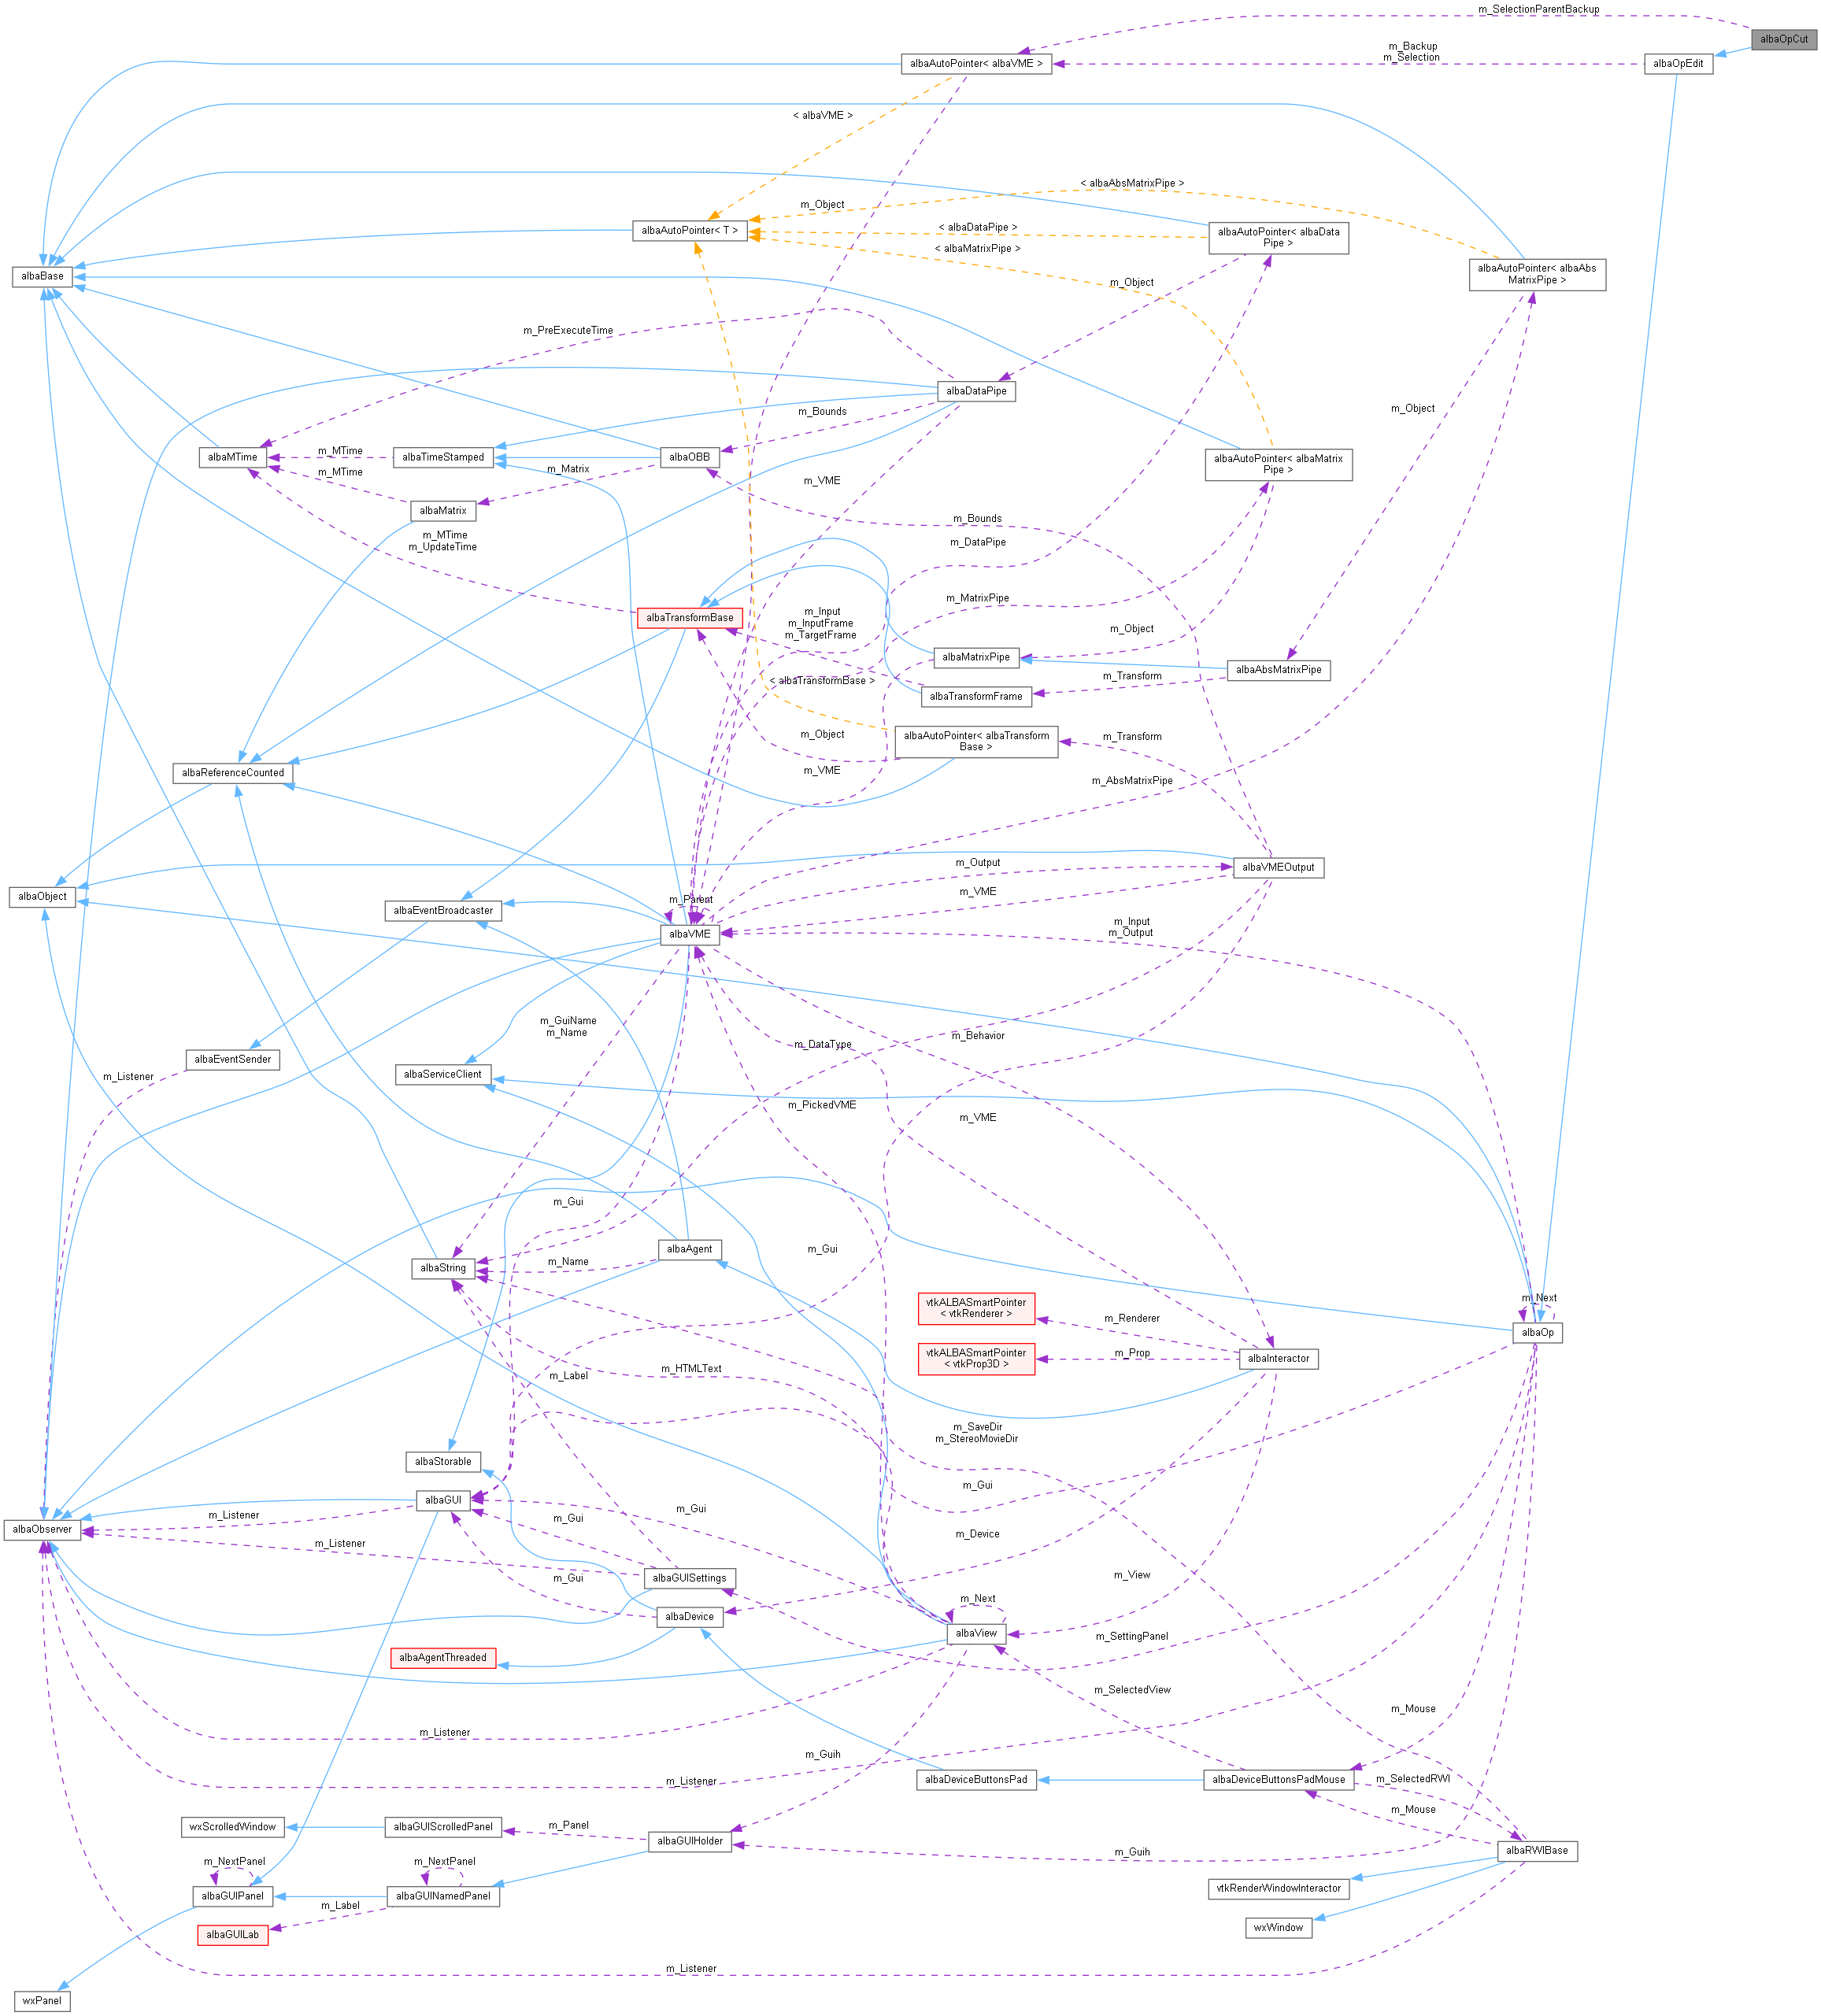 m_SelectionParentBackup
albaOpCut
m_Backup
m_Selection
albaAutoPointer< albaVME >
albaOpEdit
< albaVME >
< albaAbsMatrixPipe >
m_Object
albaAutoPointer< T >
< albaDataPipe >
albaAutoPointer< albaData
Pipe >
< albaMatrixPipe >
albaBase
albaAutoPointer< albaAbs
MatrixPipe >
m_Object
m_PreExecuteTime
albaDataPipe
m_Object
m_Bounds
albaMTime
m_MTime
albaTimeStamped
albaOBB
albaAutoPointer< albaMatrix
Pipe >
m_MTime
m_Matrix
m_VME
albaMatrix
m_Bounds
m_MTime
m_UpdateTime
m_DataPipe
m_MatrixPipe
albaTransformBase
m_Input
m_InputFrame
m_TargetFrame
m_Object
albaMatrixPipe
albaAbsMatrixPipe
< albaTransformBase >
m_Transform
albaTransformFrame
m_Object
albaAutoPointer< albaTransform
Base >
m_Transform
albaReferenceCounted
m_VME
m_AbsMatrixPipe
m_Output
albaVMEOutput
albaObject
m_VME
m_Parent
albaEventBroadcaster
albaVME
m_Input
m_Output
m_GuiName
m_Name
m_DataType
m_Behavior
albaEventSender
albaServiceClient
m_Listener
m_PickedVME
m_VME
m_Gui
m_Gui
albaAgent
albaString
m_Name
vtkALBASmartPointer
< vtkRenderer >
m_Renderer
m_Next
albaOp
vtkALBASmartPointer
< vtkProp3D >
m_Prop
albaInteractor
m_HTMLText
m_Label
m_SaveDir
m_StereoMovieDir
albaStorable
m_Gui
albaGUI
m_Gui
m_Listener
albaObserver
m_Gui
m_Device
m_Listener
albaGUISettings
m_Gui
m_View
m_Next
albaDevice
albaView
m_SettingPanel
albaAgentThreaded
m_SelectedView
m_Mouse
m_Listener
m_Guih
m_Listener
albaDeviceButtonsPad
albaDeviceButtonsPadMouse
m_SelectedRWI
m_Mouse
wxScrolledWindow
albaGUIScrolledPanel
m_Panel
albaGUIHolder
m_Guih
albaRWIBase
m_NextPanel
m_NextPanel
albaGUIPanel
albaGUINamedPanel
vtkRenderWindowInteractor
m_Label
albaGUILab
wxWindow
m_Listener
wxPanel